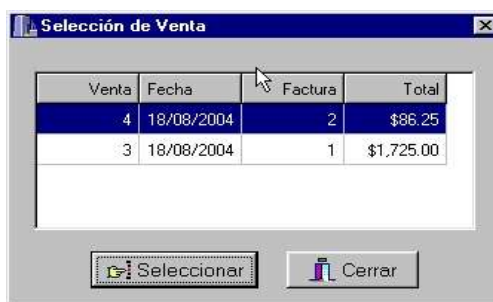 Selección de Venta
Venta Fecha Factura Total
4 18/08/2004 2 $86.25
3 18/08/2004 1 $1,725.00
Seleccionar Cerrar